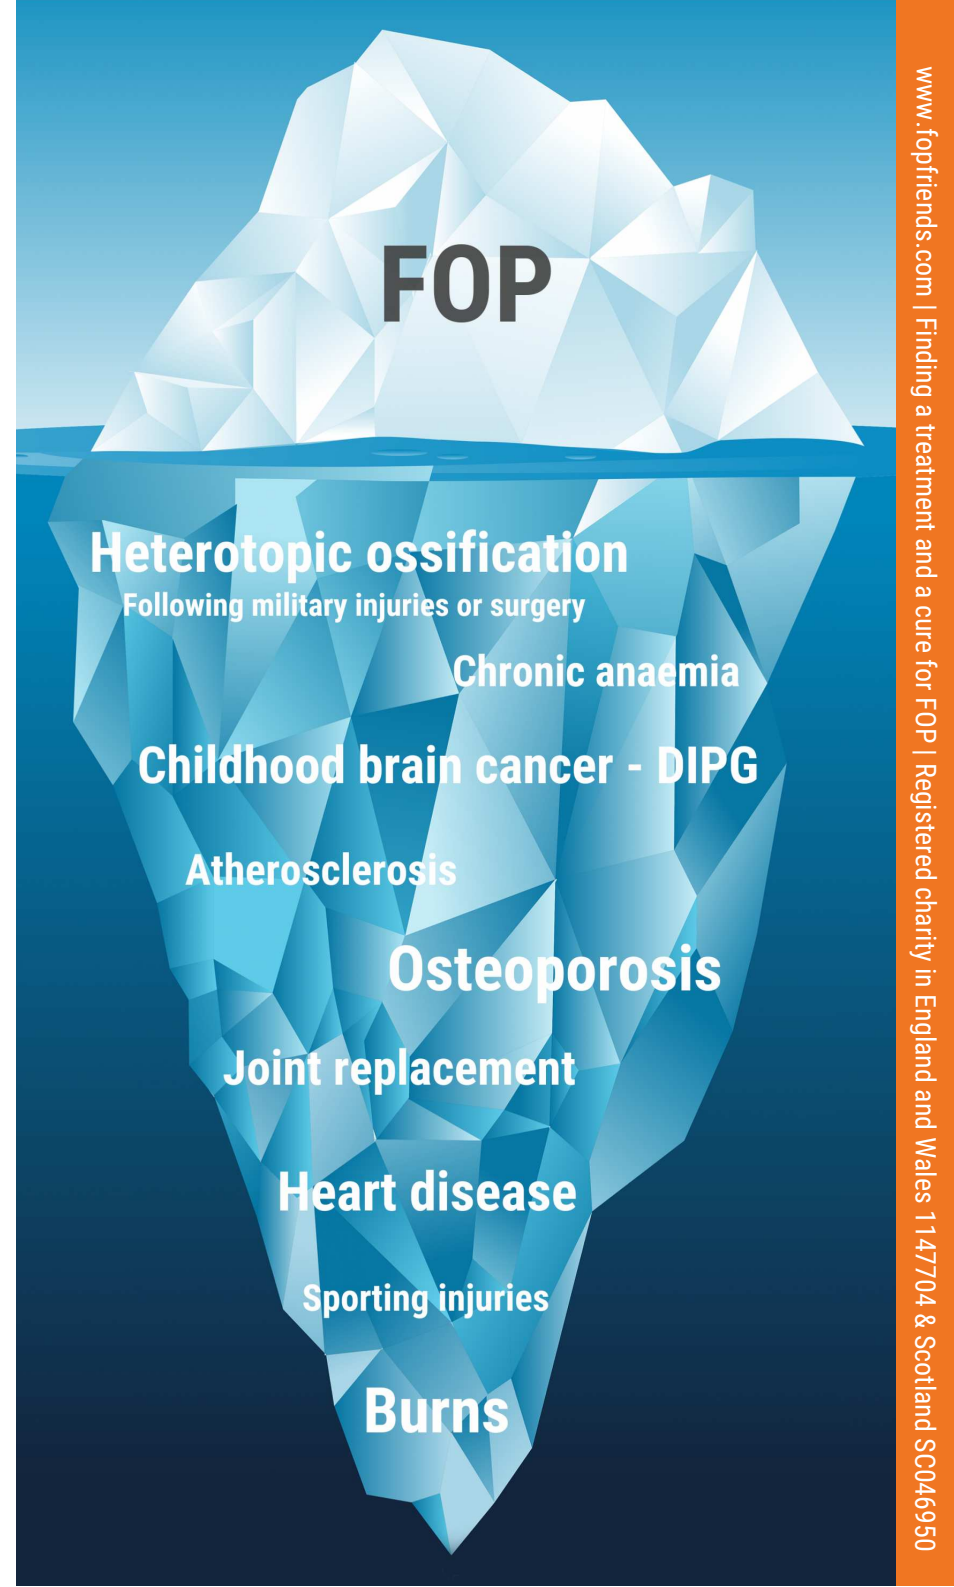 FOP
Heterotopic ossification
Following military injuries or surgery
Chronic anaemia
Childhood brain cancer - DIPG
Atherosclerosis
Osteoporosis
Joint replacement
Heart disease
Sporting injuries
Burns
www.fopfriends.com | Finding a treatment and a cure for FOP | Registered charity in England and Wales 1147704 & Scotland SC046950